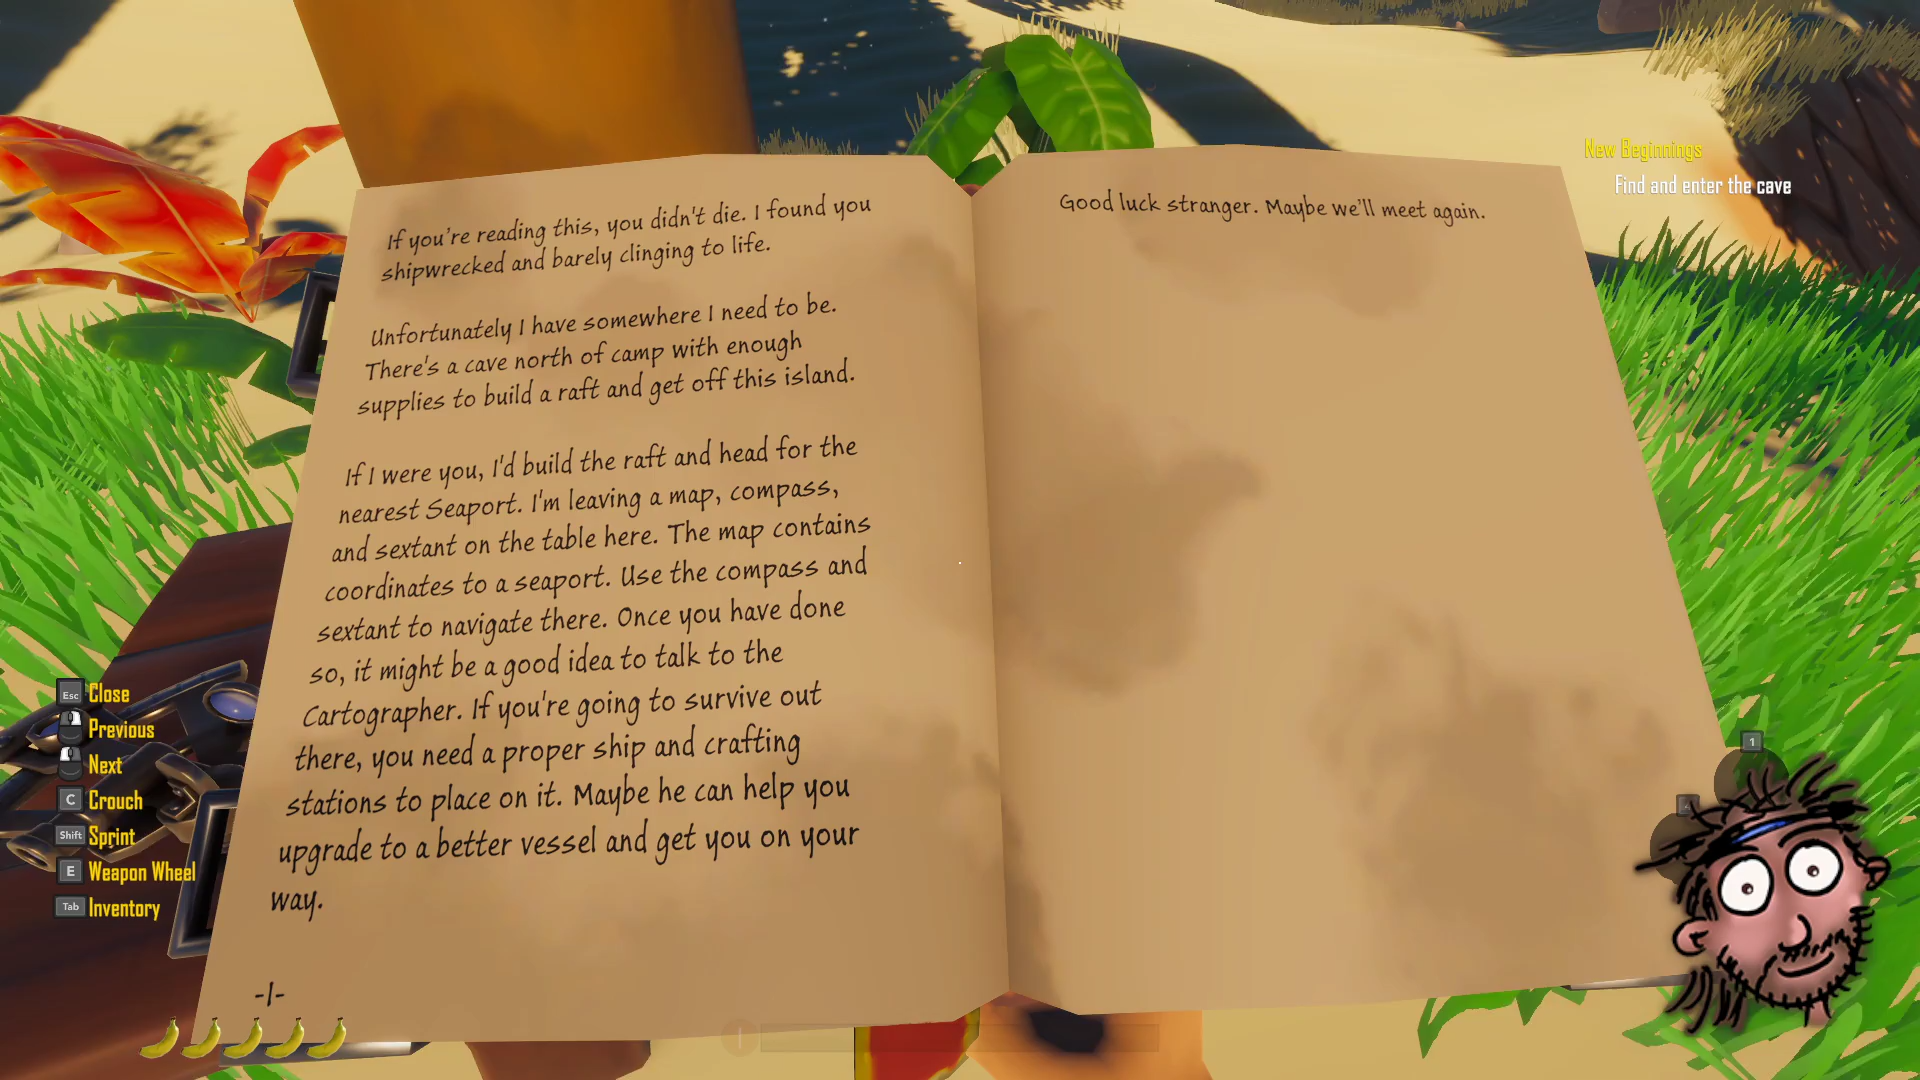 If you're reading this, you didn't die. I found you
shipwrecked and barely clinging to life.
Unfortunately I have somewhere I need to be.
There's a cave north of camp with enough
supplies to build a raft and get off this island.
If I were you, I'd build the raft and head for the
nearest Seaport. I'm leaving a map, compass,
and sextant on the table here. The map contains
coordinates to a seaport. Use the compass and
sextant to navigate there. Once you have done
so, it might be a good idea to talk to the
Cartographer. If you're going to survive out
there, you need a proper ship and crafting
stations to place on it. Maybe he can help you
upgrade to a better vessel and get you on your
way.
-1-
Good luck stranger. Maybe we'll meet again.
New Beginnings
Find and enter the cave
Esc Close
Previous
Next
C Crouch
Shift Sprint
E Weapon Wheel
Tab Inventory
1